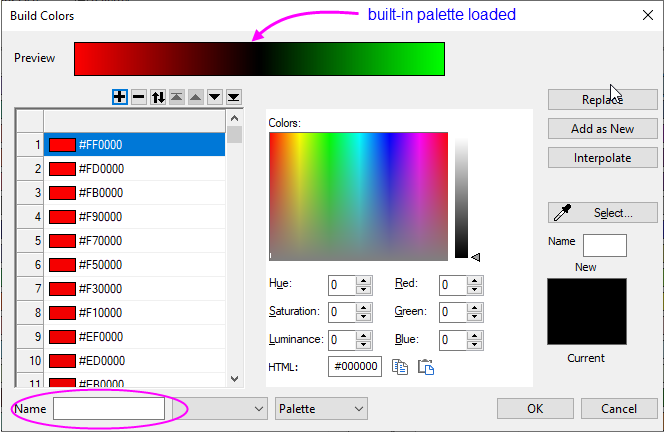 Build Colors
built-in palette loaded
Preview
Replace
Add as New
Interpolate
Select...
Name
New
Current
1 #FF0000
2 #FD0000
3 #FB0000
4 #F90000
5 #F70000
6 #F50000
7 #F30000
8 #F10000
9 #EF0000
10 #ED0000
11 #EB0000
Colors:
Hue: 0 Red: 0
Saturation: 0 Green: 0
Luminance: 0 Blue: 0
HTML: #000000
Name
Palette
OK
Cancel